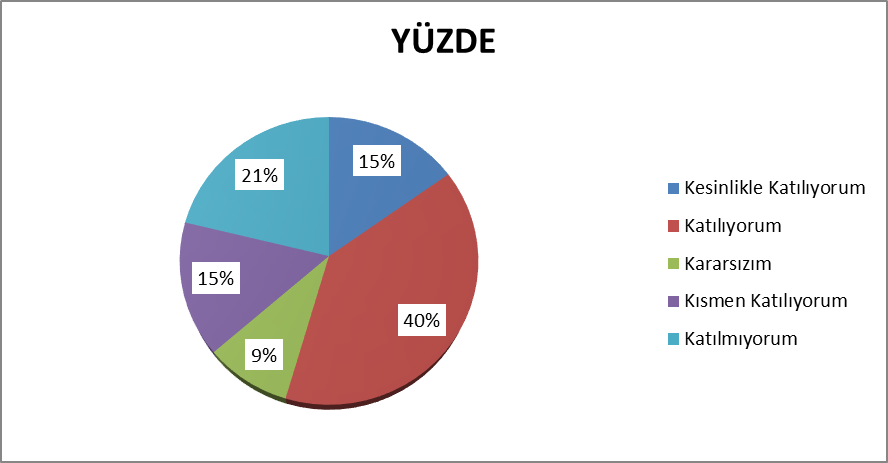 YÜZDE
15%
21%
15%
40%
9%
Kesinlikle Katılıyorum
Katılıyorum
Kararsızım
Kısmen Katılıyorum
Katılmıyorum